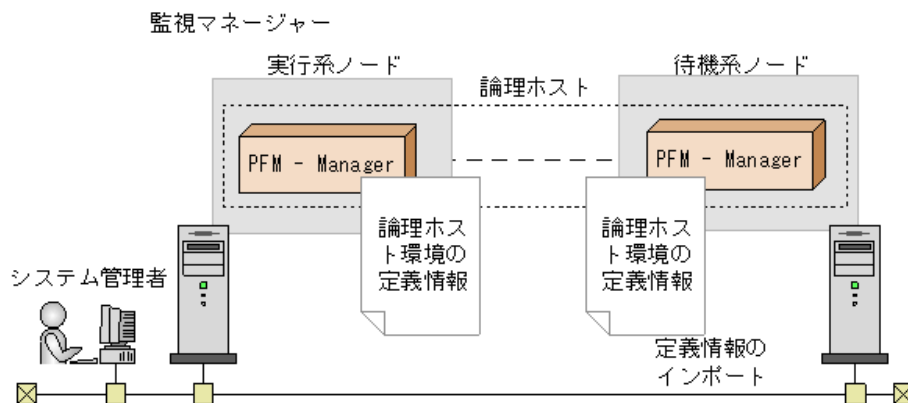 監視マネージャー
実行系ノード
待機系ノード
論理ホスト
PFM - Manager
PFM - Manager
論理ホス
ト環境の
定義情報
論理ホス
ト環境の
定義情報
システム管理者
定義情報の
インポート